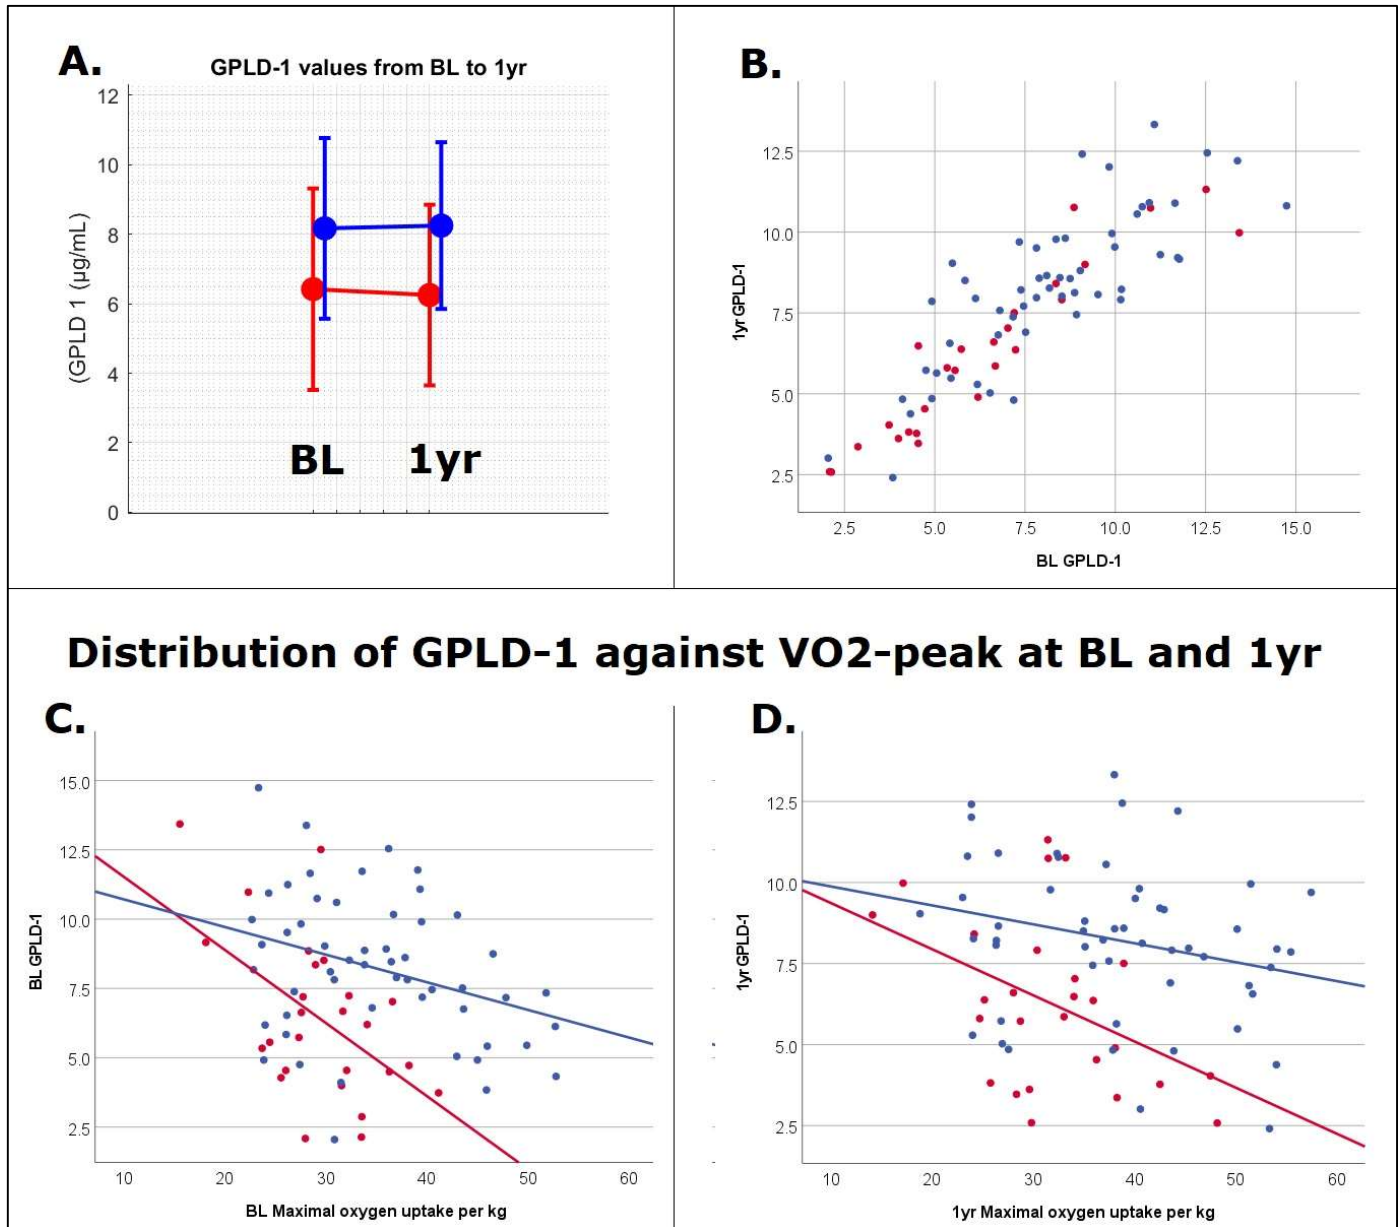 A.
GPLD-1 values from BL to 1yr
(GPLD 1 (µg/mL)
12
10
8
6
4
2
0
BL 1yr
B.
1yr GPLD-1
12.5
10.0
7.5
5.0
2.5
2.5 5.0 7.5 10.0 12.5 15.0
BL GPLD-1
Distribution of GPLD-1 against VO2-peak at BL and 1yr
C.
BL GPLD-1
15.0
12.5
10.0
7.5
5.0
2.5
10 20 30 40 50 60
BL Maximal oxygen uptake per kg
D.
1yr GPLD-1
12.5
10.0
7.5
5.0
2.5
10 20 30 40 50 60
1yr Maximal oxygen uptake per kg